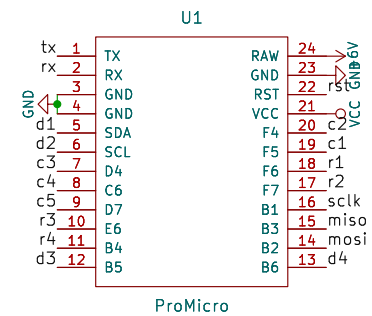 U1
tx 1 TX RAW 24 +6V
rx 2 RX GND 23 GND
3 GND RST 22 rst
GND 4 GND VCC 21 VCC
d1 5 SDA F4 20 c2
d2 6 SCL F5 19 c1
c3 7 D4 F6 18 r1
c4 8 C6 F7 17 r2
c5 9 D7 B1 16 sclk
r3 10 E6 B3 15 miso
r4 11 B4 B2 14 mosi
d3 12 B5 B6 13 d4
ProMicro